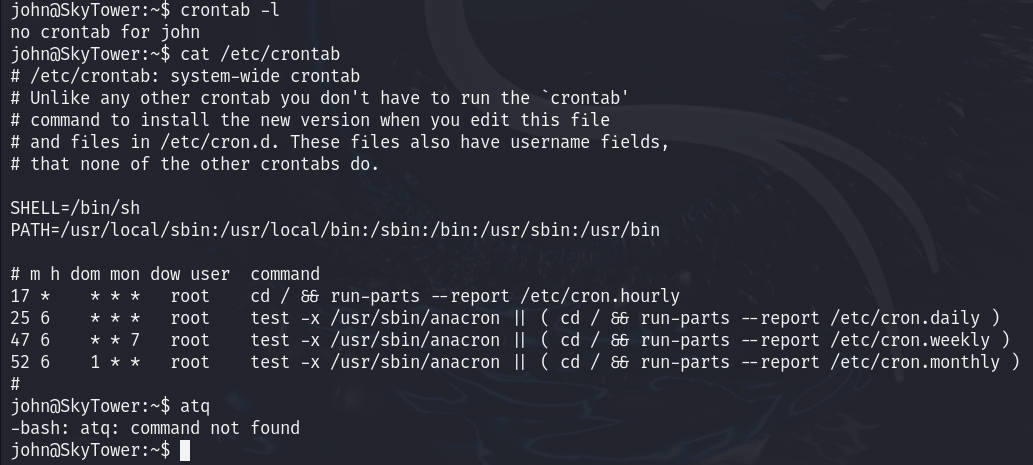 john@SkyTower:~$ crontab -l
no crontab for john
john@SkyTower:~$ cat /etc/crontab
# /etc/crontab: system-wide crontab
# Unlike any other crontab you don't have to run the `crontab'
# command to install the new version when you edit this file
# and files in /etc/cron.d. These files also have username fields,
# that none of the other crontabs do.
SHELL=/bin/sh
PATH=/usr/local/sbin:/usr/local/bin:/sbin:/bin:/usr/sbin:/usr/bin
# m h dom mon dow user  command
17 *    * * *   root    cd / && run-parts --report /etc/cron.hourly
25 6    * * *   root    test -x /usr/sbin/anacron || ( cd / && run-parts --report /etc/cron.daily )
47 6    * * 7   root    test -x /usr/sbin/anacron || ( cd / && run-parts --report /etc/cron.weekly )
52 6    1 * *   root    test -x /usr/sbin/anacron || ( cd / && run-parts --report /etc/cron.monthly )
#
john@SkyTower:~$ atq
-bash: atq: command not found
john@SkyTower:~$